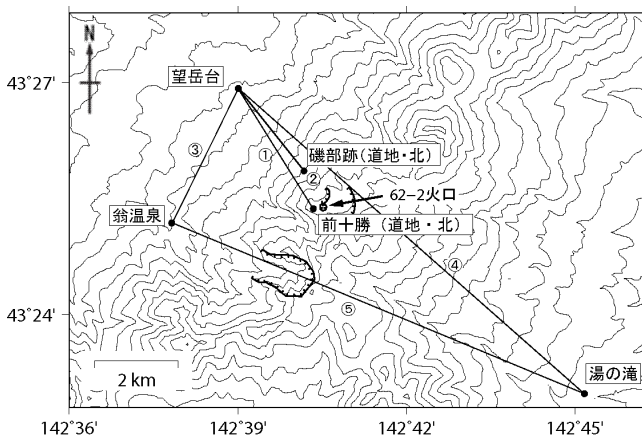 N
43°27'
望岳台
磯部跡（道地・北）
③
①
②
62−2火口
翁温泉
前十勝（道地・北）
④
⑤
43°24'
2 km
湯の滝
142°36'
142°39'
142°42'
142°45'